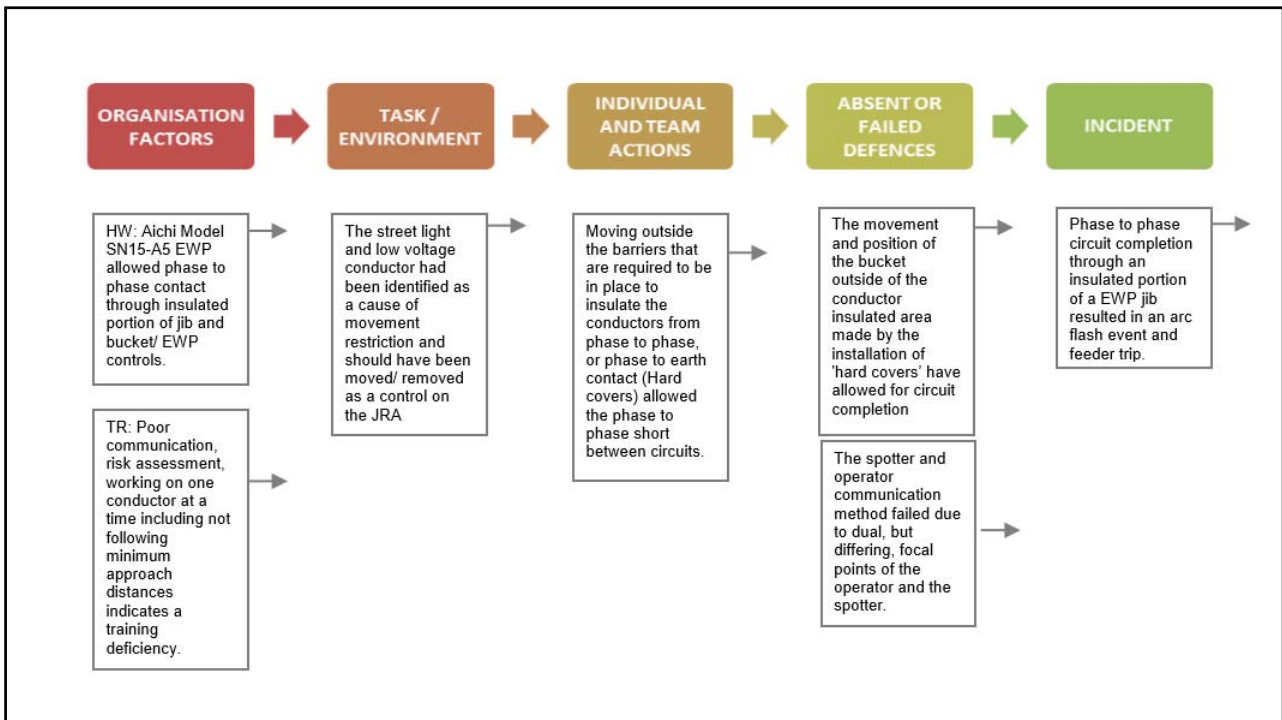 ORGANISATION
FACTORS
TASK /
ENVIRONMENT
INDIVIDUAL
AND TEAM
ACTIONS
ABSENT OR
FAILED
DEFENCES
INCIDENT
HW: Aichi Model
SN15-A5 EWP
allowed phase to
phase contact
through insulated
portion of jib and
bucket/ EWP
controls.
TR: Poor
communication,
risk assessment,
working on one
conductor at a
time including not
following
minimum
approach
distances
indicates a
training
deficiency.
The street light
and low voltage
conductor had
been identified as
a cause of
movement
restriction and
should have been
moved/ removed
as a control on
the JRA
Moving outside
the barriers that
are required to be
in place to
insulate the
conductors from
phase to phase,
or phase to earth
contact (Hard
covers) allowed
the phase to
phase short
between circuits.
The movement
and position of
the bucket
outside of the
conductor
insulated area
made by the
installation of
'hard covers' have
allowed for circuit
completion
The spotter and
operator
communication
method failed due
to dual, but
differing, focal
points of the
operator and the
spotter.
Phase to phase
circuit completion
through an
insulated portion
of a EWP jib
resulted in an arc
flash event and
feeder trip.